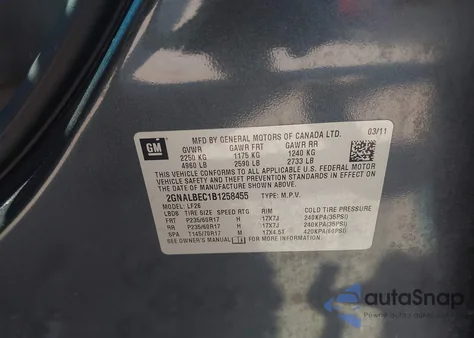 GM
MFD BY GENERAL MOTORS OF CANADA LTD. 03/11
GVWR GAWR FRT GAWR RR
2250 KG 1175 KG 1240 KG
4960 LB 2590 LB 2733 LB
THIS VEHICLE CONFORMS TO ALL APPLICABLE U.S. FEDERAL MOTOR
VEHICLE SAFETY, BUMPER, AND THEFT PREVENTION STANDARDS IN
EFFECT ON THE DATE OF MANUFACTURE SHOWN ABOVE.
2GNALBEC1B1258455 TYPE: M.P.V.
MODEL: LF26
TIRE SIZE SPEED RTG RIM COLD TIRE PRESSURE
FRT P235/60R17 H 17X7J 240KPA(35PSI)
RR P235/60R17 H 17X7J 240KPA(35PSI)
SPA T145/70R17 M 17X4.5T 420KPA(60PSI)
SEE OWNER'S MANUAL FOR MORE INFORMATION.
autoSnap